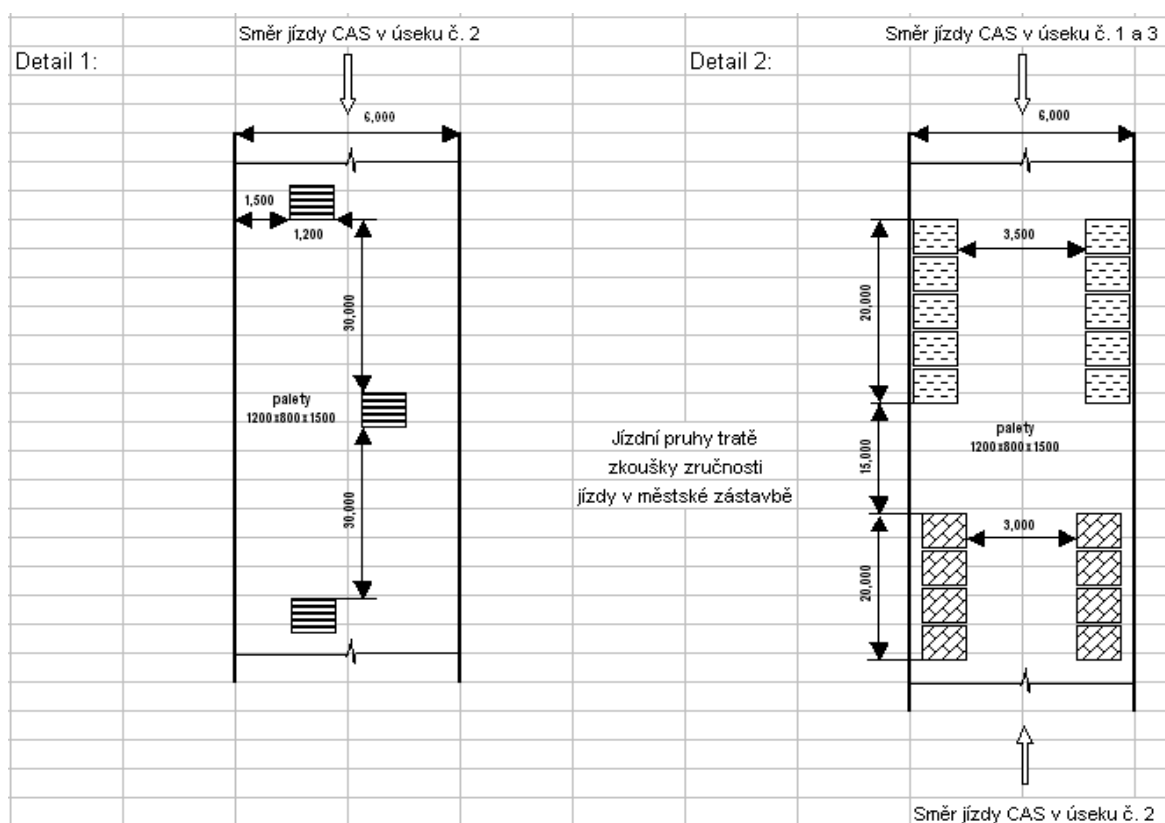 Směr jízdy CAS v úseku č. 2
Detail 1:
6,000
1,500
1,200
30,000
palety
1200x800x1500
30,000
Jízdní pruhy tratě
zkoušky zručnosti
jízdy v městské zástavbě
Směr jízdy CAS v úseku č. 1 a 3
Detail 2:
6,000
3,500
20,000
palety
1200x800x1500
15,000
3,000
20,000
Směr jízdy CAS v úseku č. 2